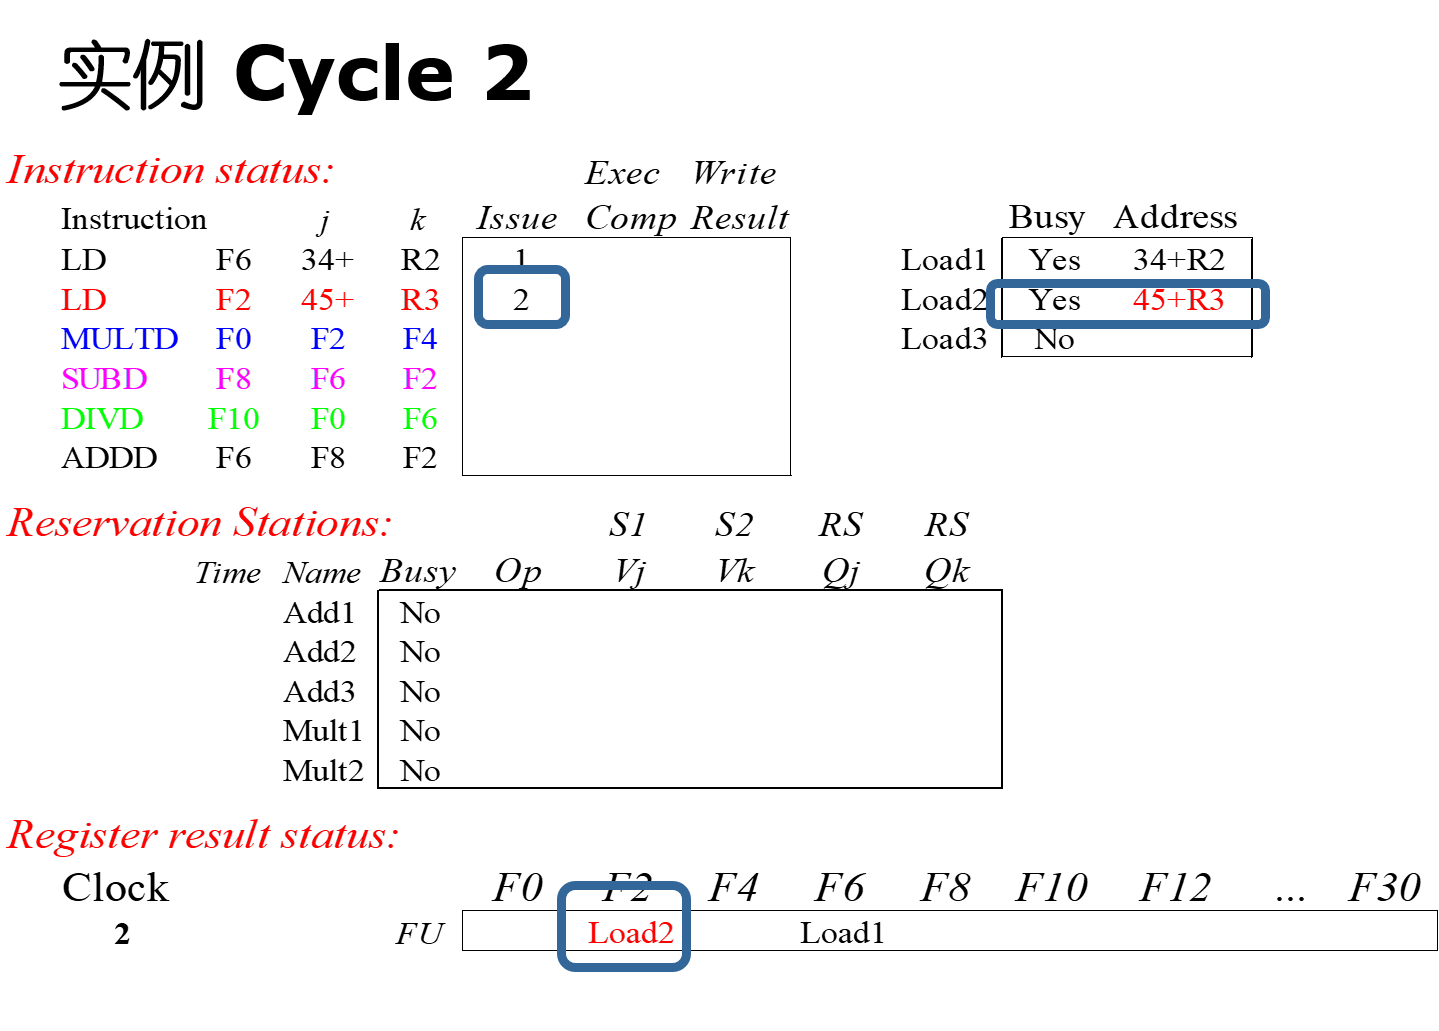 实例 Cycle 2
Instruction status: Exec Write
Instruction j k Issue Comp Result Busy Address
LD F6 34+ R2 1 Load1 Yes 34+R2
LD F2 45+ R3 2 Load2 Yes 45+R3
MULTD F0 F2 F4 Load3 No
SUBD F8 F6 F2
DIVD F10 F0 F6
ADDD F6 F8 F2
Reservation Stations: S1 S2 RS RS
Time Name Busy Op Vj Vk Qj Qk
Add1 No
Add2 No
Add3 No
Mult1 No
Mult2 No
Register result status:
Clock F0 F2 F4 F6 F8 F10 F12 ... F30
2 FU Load2 Load1